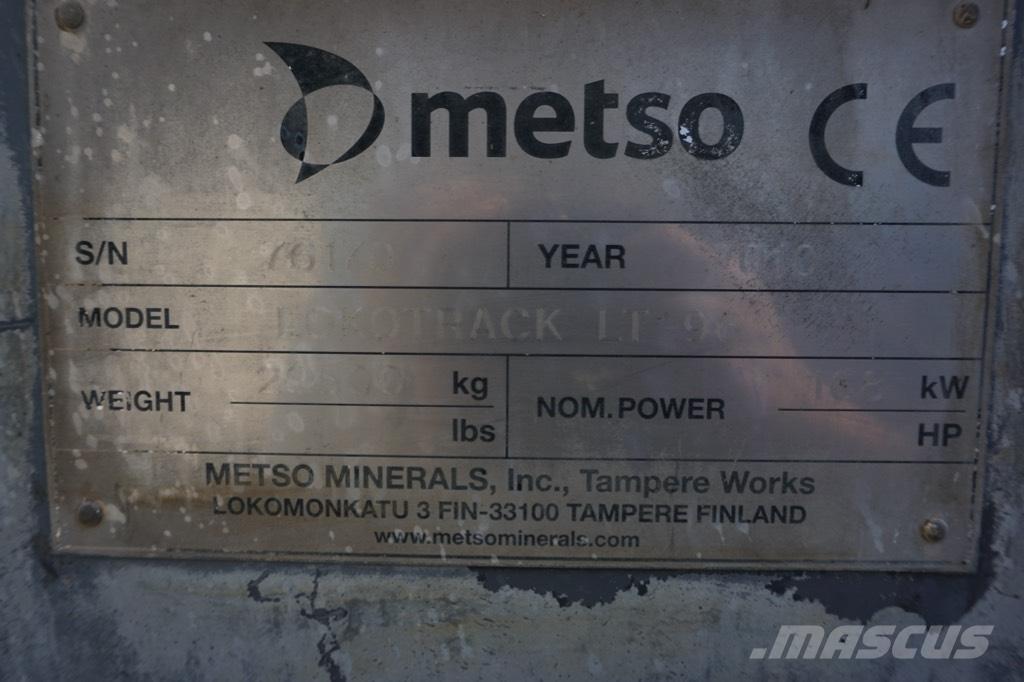 metso CE
S/N YEAR
MODEL LT
WEIGHT kg NOM.POWER kW
lbs HP
METSO MINERALS, Inc., Tampere Works
LOKOMONKATU 3 FIN-33100 TAMPERE FINLAND
www.metsominerals.com
MASCUS